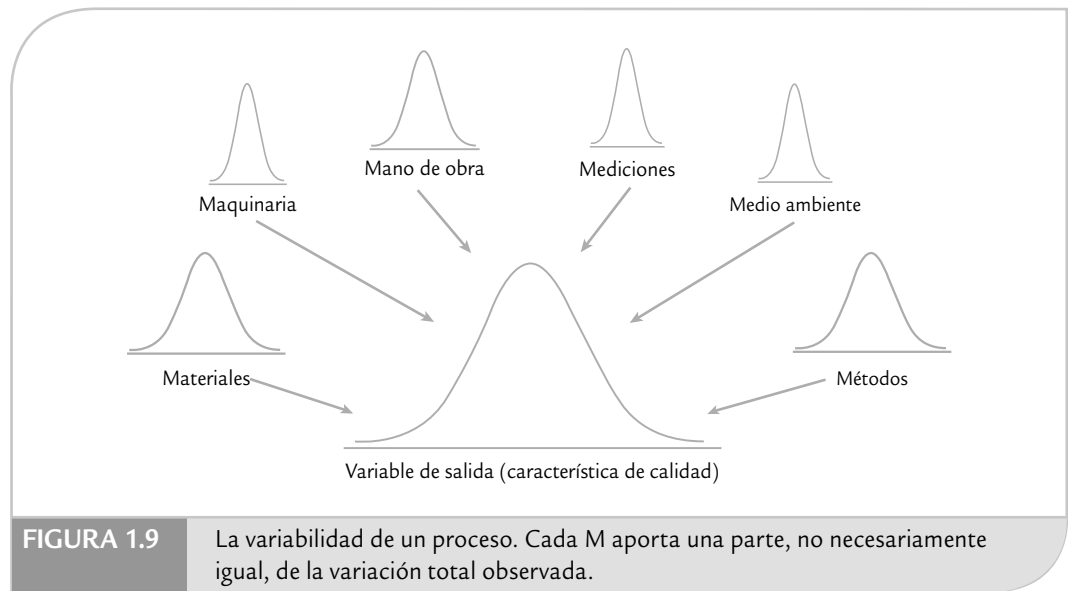 Mano de obra
Mediciones
Maquinaria
Medio ambiente
Materiales
Métodos
Variable de salida (característica de calidad)
FIGURA 1.9
La variabilidad de un proceso. Cada M aporta una parte, no necesariamente
igual, de la variación total observada.